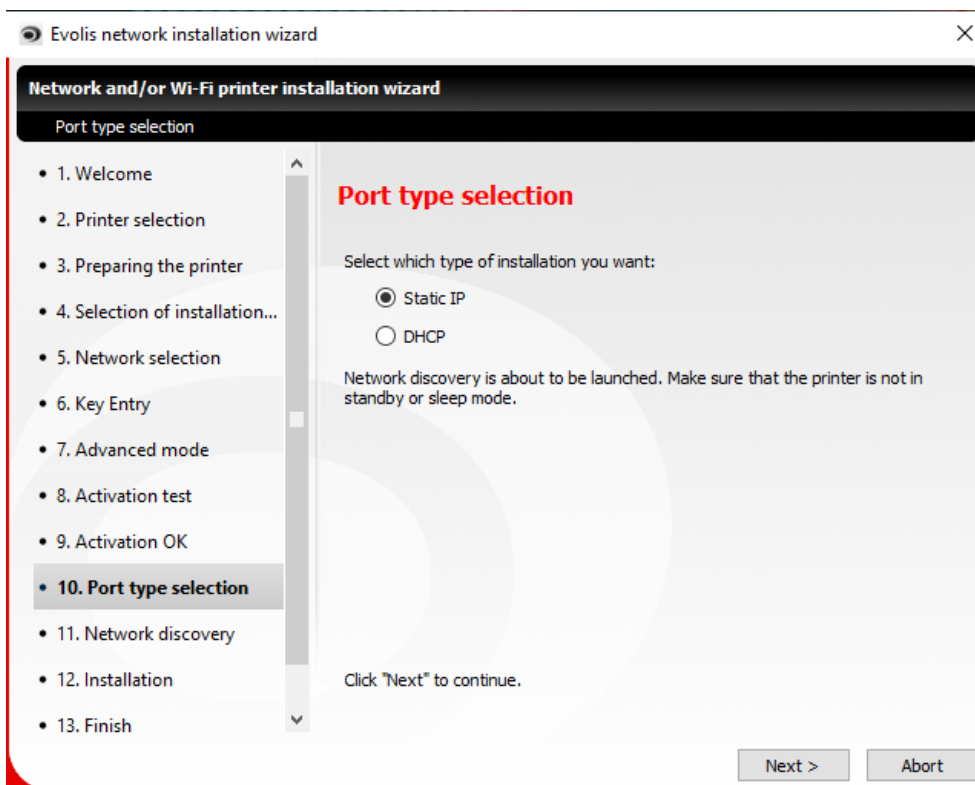 Evolis network installation wizard
Network and/or Wi-Fi printer installation wizard
Port type selection
• 1. Welcome
• 2. Printer selection
• 3. Preparing the printer
• 4. Selection of installation...
• 5. Network selection
• 6. Key Entry
• 7. Advanced mode
• 8. Activation test
• 9. Activation OK
• 10. Port type selection
• 11. Network discovery
• 12. Installation
• 13. Finish
Port type selection
Select which type of installation you want:
Static IP
DHCP
Network discovery is about to be launched. Make sure that the printer is not in
standby or sleep mode.
Click "Next" to continue.
Next >
Abort